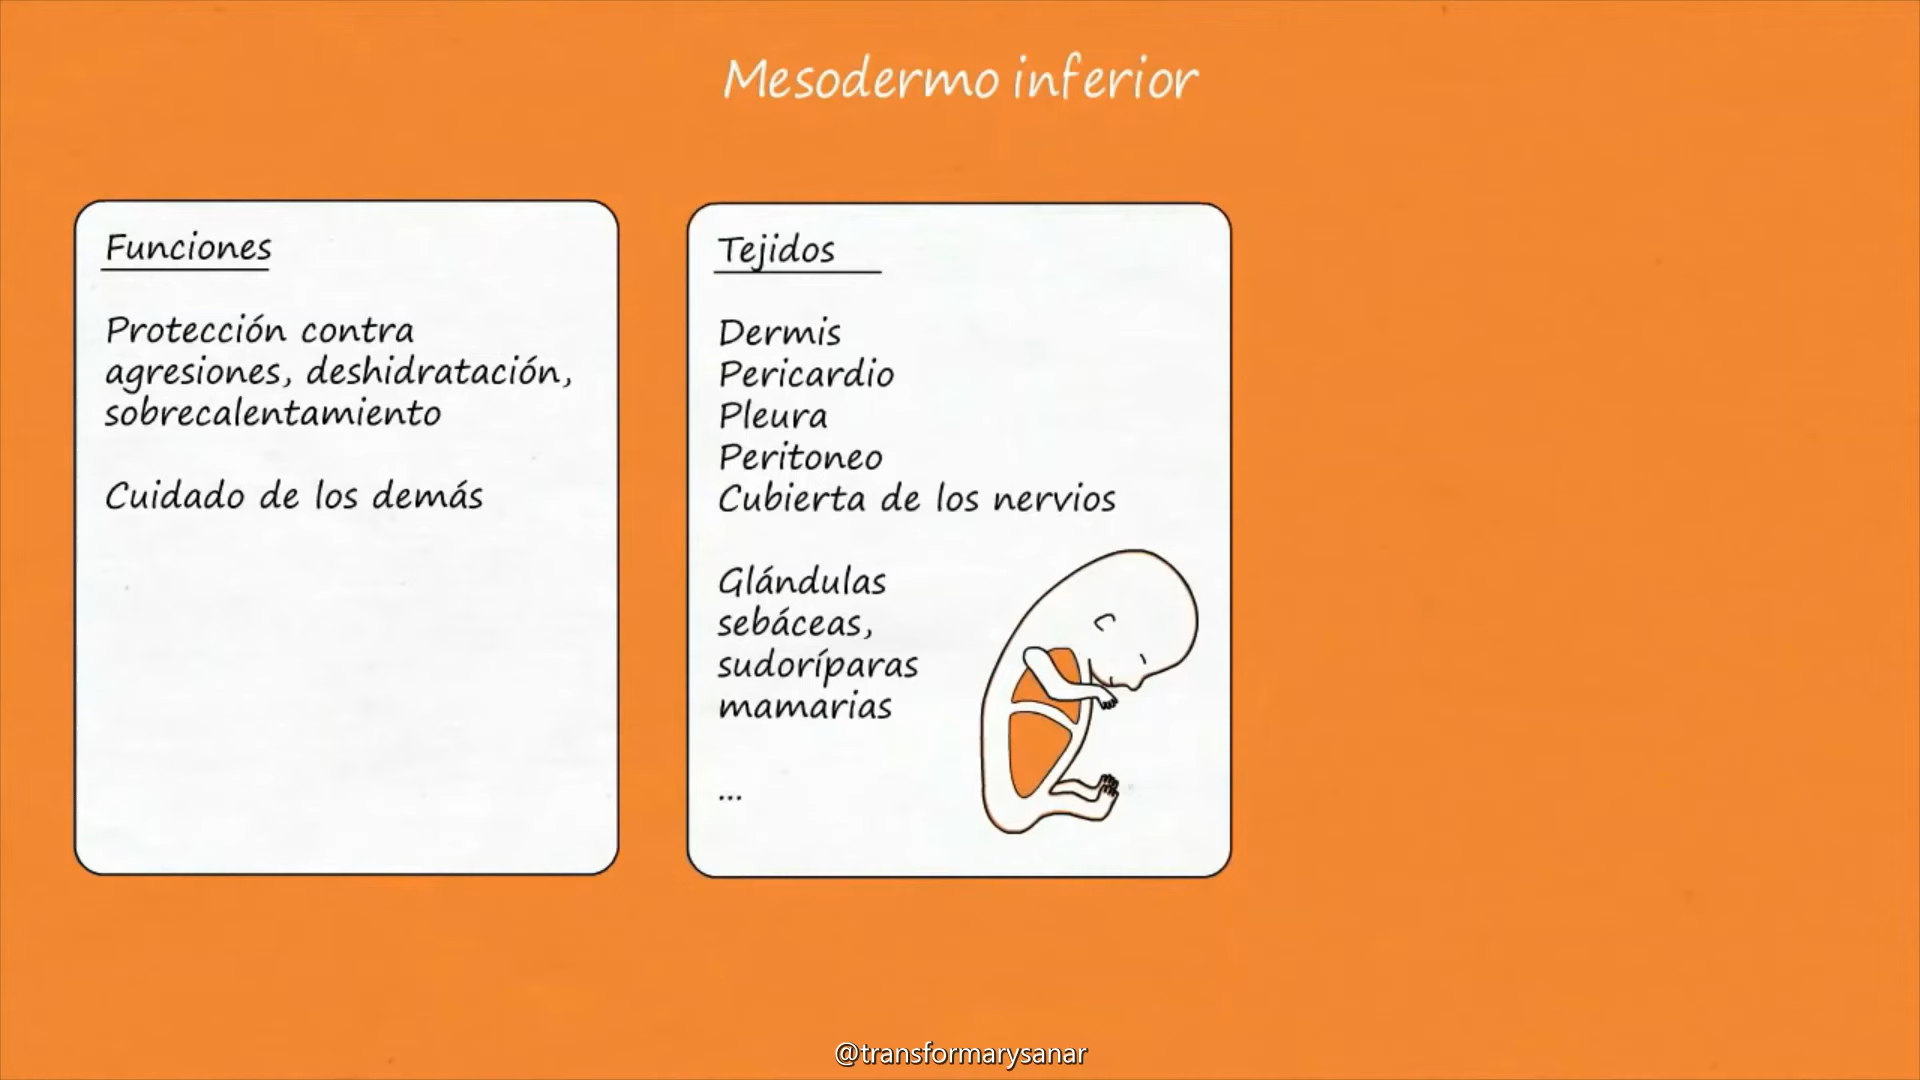 Mesodermo inferior
Funciones
Protección contra
agresiones, deshidratación,
sobrecalentamiento
Cuidado de los demás
Tejidos
Dermis
Pericardio
Pleura
Peritoneo
Cubierta de los nervios
Glándulas
sebáceas,
sudoríparas
mamarias
...
@transformarysanar